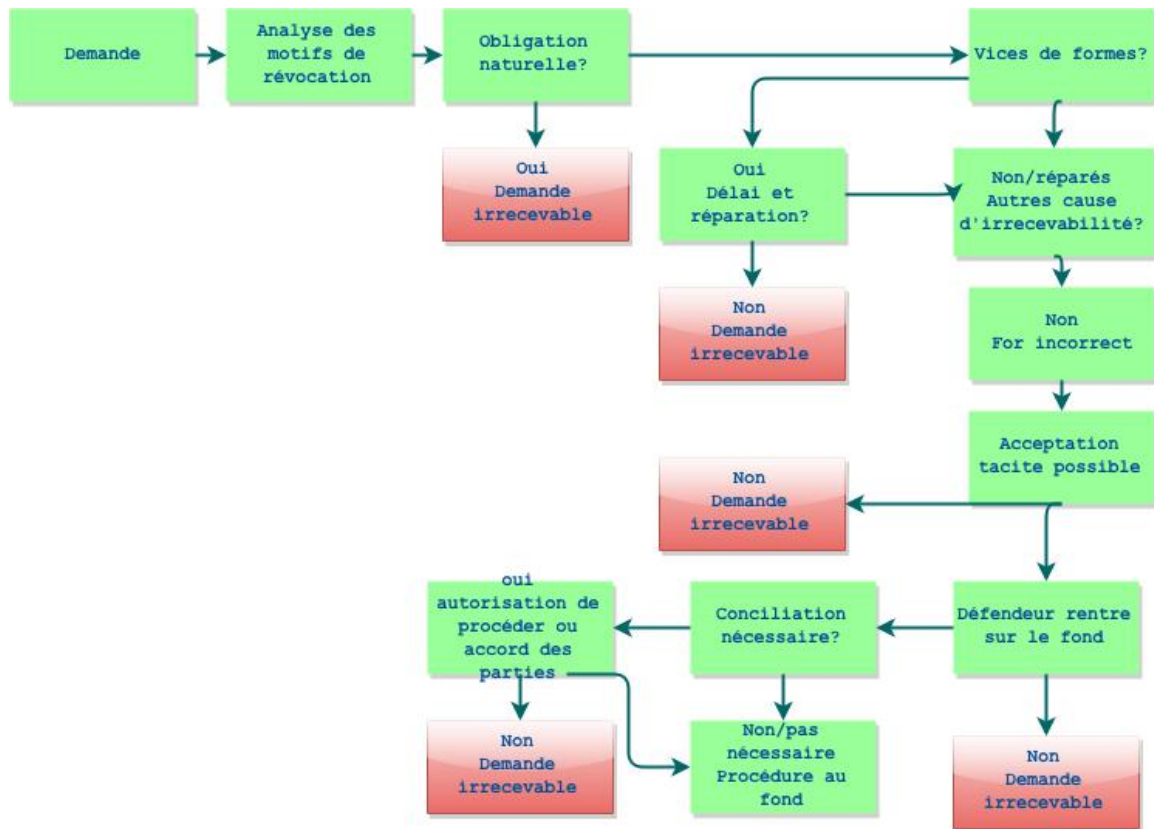 Demande
Analyse des
motifs de
révocation
Obligation
naturelle?
Vices de formes?
Oui
Demande
irrecevable
Oui
Délai et
réparation?
Non/réparés
Autres cause
d'irrecevabilité?
Non
Demande
irrecevable
Non
For incorrect
Acceptation
tacite possible
Non
Demande
irrecevable
oui
autorisation de
procéder ou
accord des
parties
Conciliation
nécessaire?
Défendeur rentre
sur le fond
Non
Demande
irrecevable
Non/pas
nécessaire
Procédure au
fond
Non
Demande
irrecevable